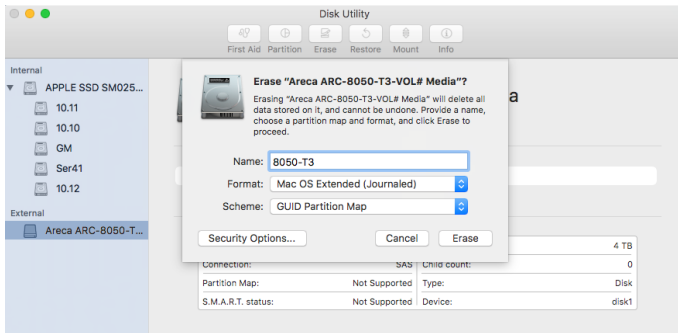 Disk Utility
First Aid Partition Erase Restore Mount Info
Internal
APPLE SSD SM025...
10.11
10.10
GM
Ser41
10.12
External
Areca ARC-8050-T...
Erase “Areca ARC-8050-T3-VOL# Media”?
Erasing “Areca ARC-8050-T3-VOL# Media” will delete all
data stored on it, and cannot be undone. Provide a name,
choose a partition map and format, and click Erase to
proceed.
Name: 8050-T3
Format: Mac OS Extended (Journaled)
Scheme: GUID Partition Map
Security Options... Cancel Erase
a
4 TB
Connection: SAS Child count: 0
Partition Map: Not Supported Type: Disk
S.M.A.R.T. status: Not Supported Device: disk1